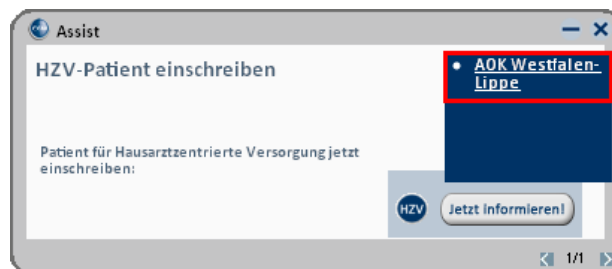 Assist
HZV-Patient einschreiben
• AOK Westfalen-
Lippe
Patient für Hausarztzentrierte Versorgung jetzt
einschreiben:
HZV
Jetzt informieren!
1/1